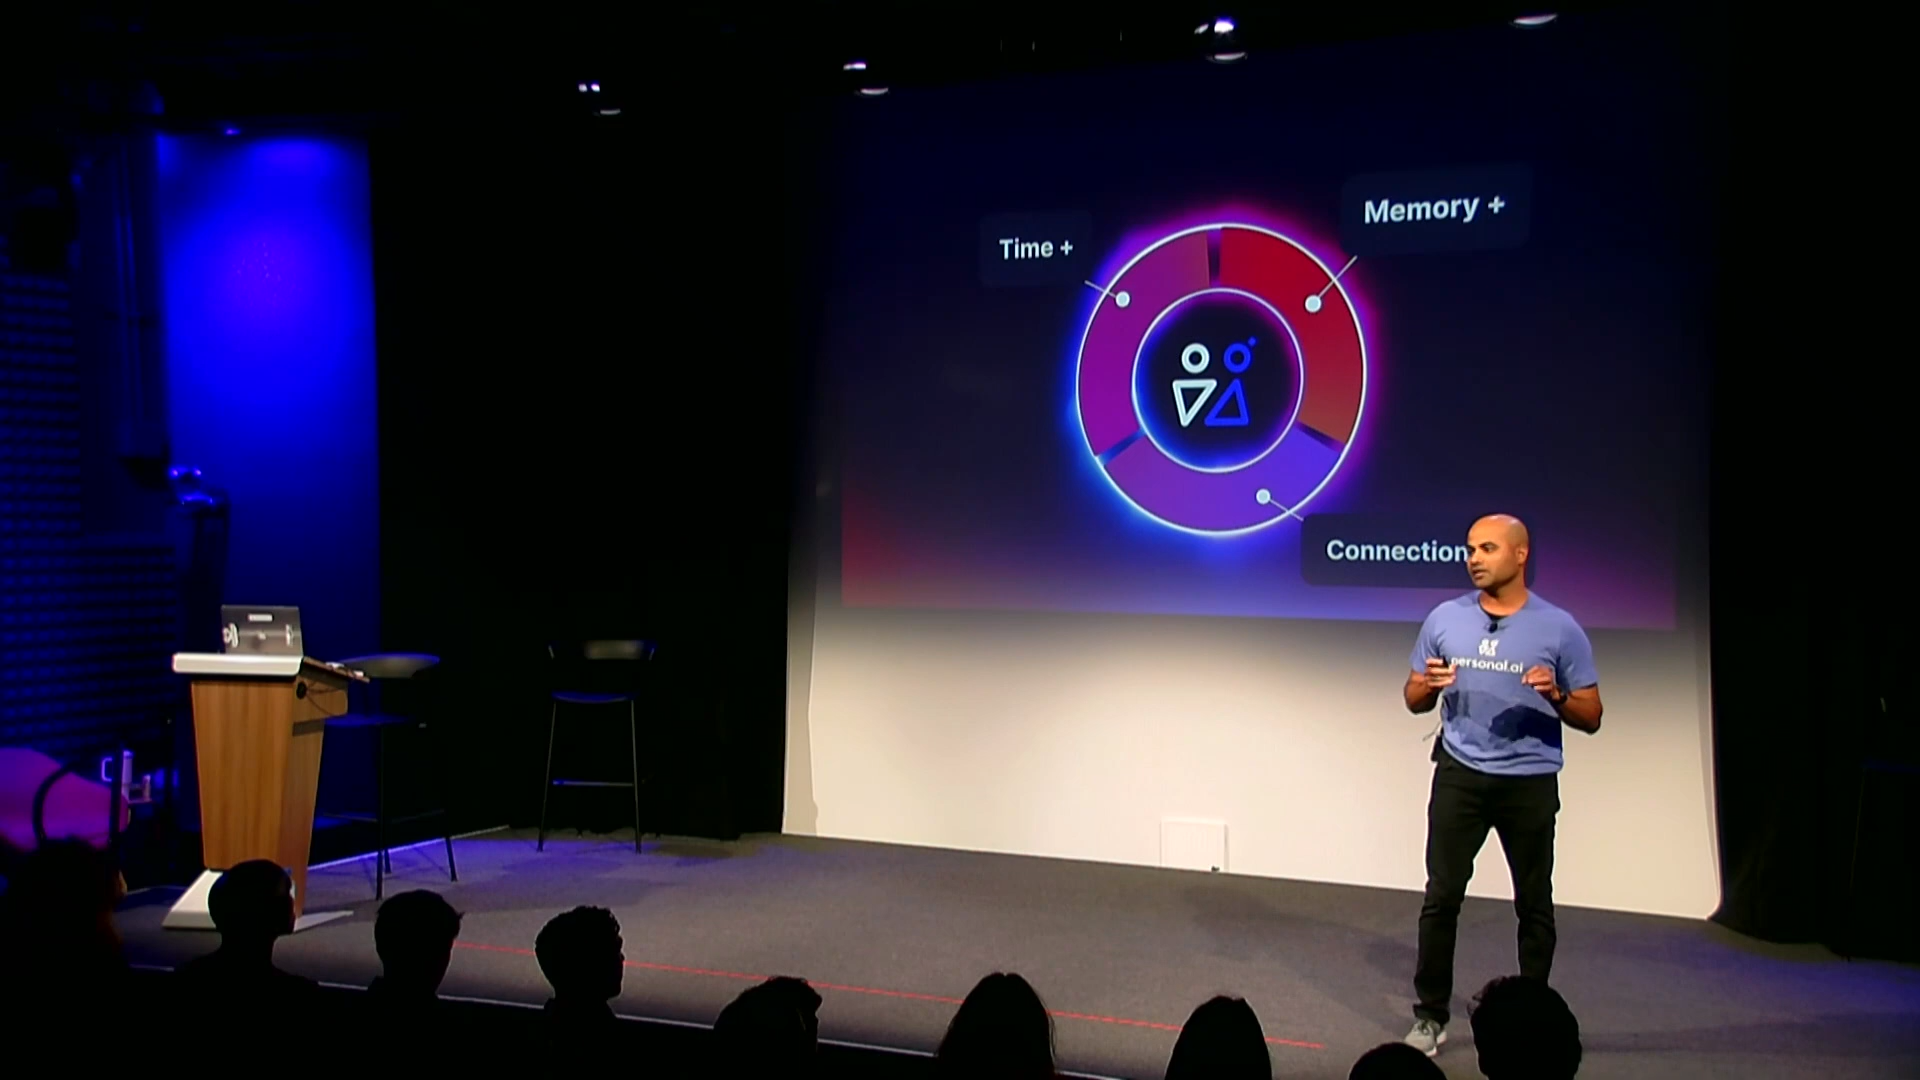 Memory +
Time +
Connection
personal.ai